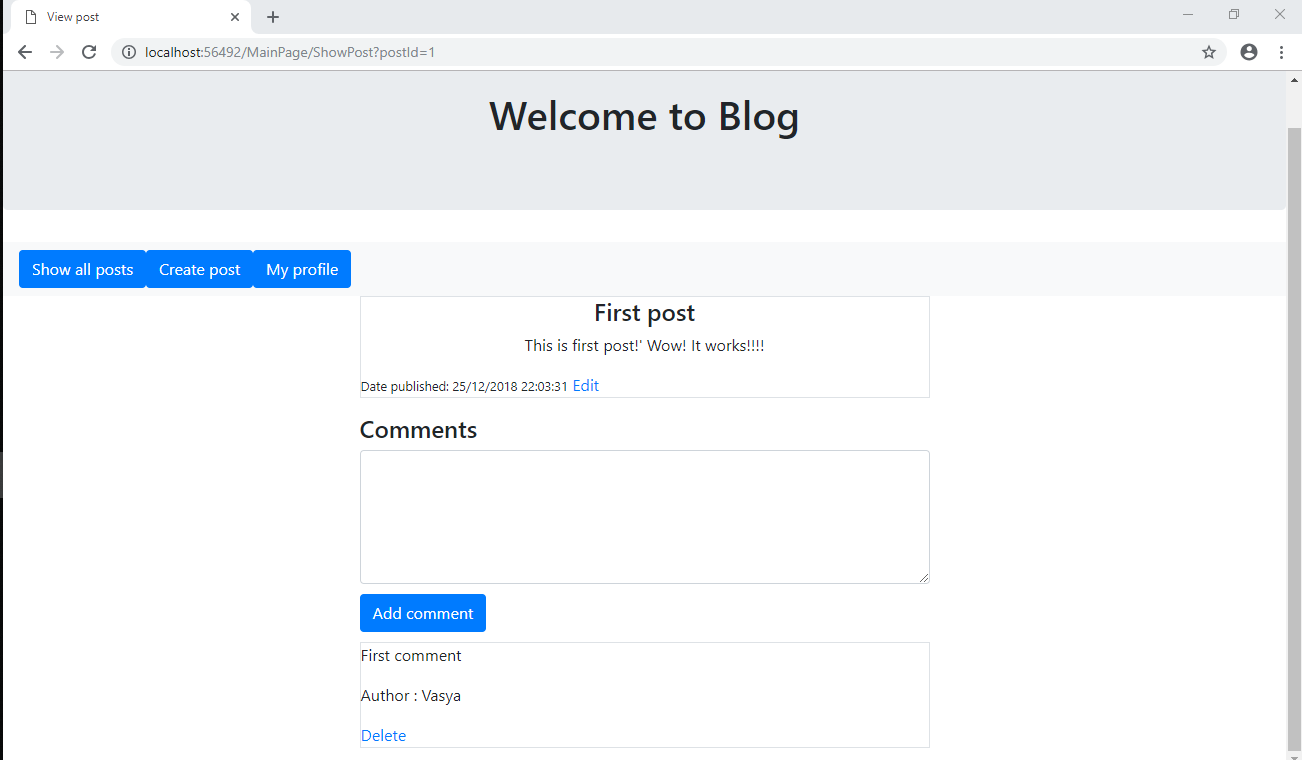 View post
localhost:56492/MainPage/ShowPost?postId=1
Welcome to Blog
Show all posts Create post My profile
First post
This is first post!' Wow! It works!!!!
Date published: 25/12/2018 22:03:31 Edit
Comments
Add comment
First comment
Author : Vasya
Delete